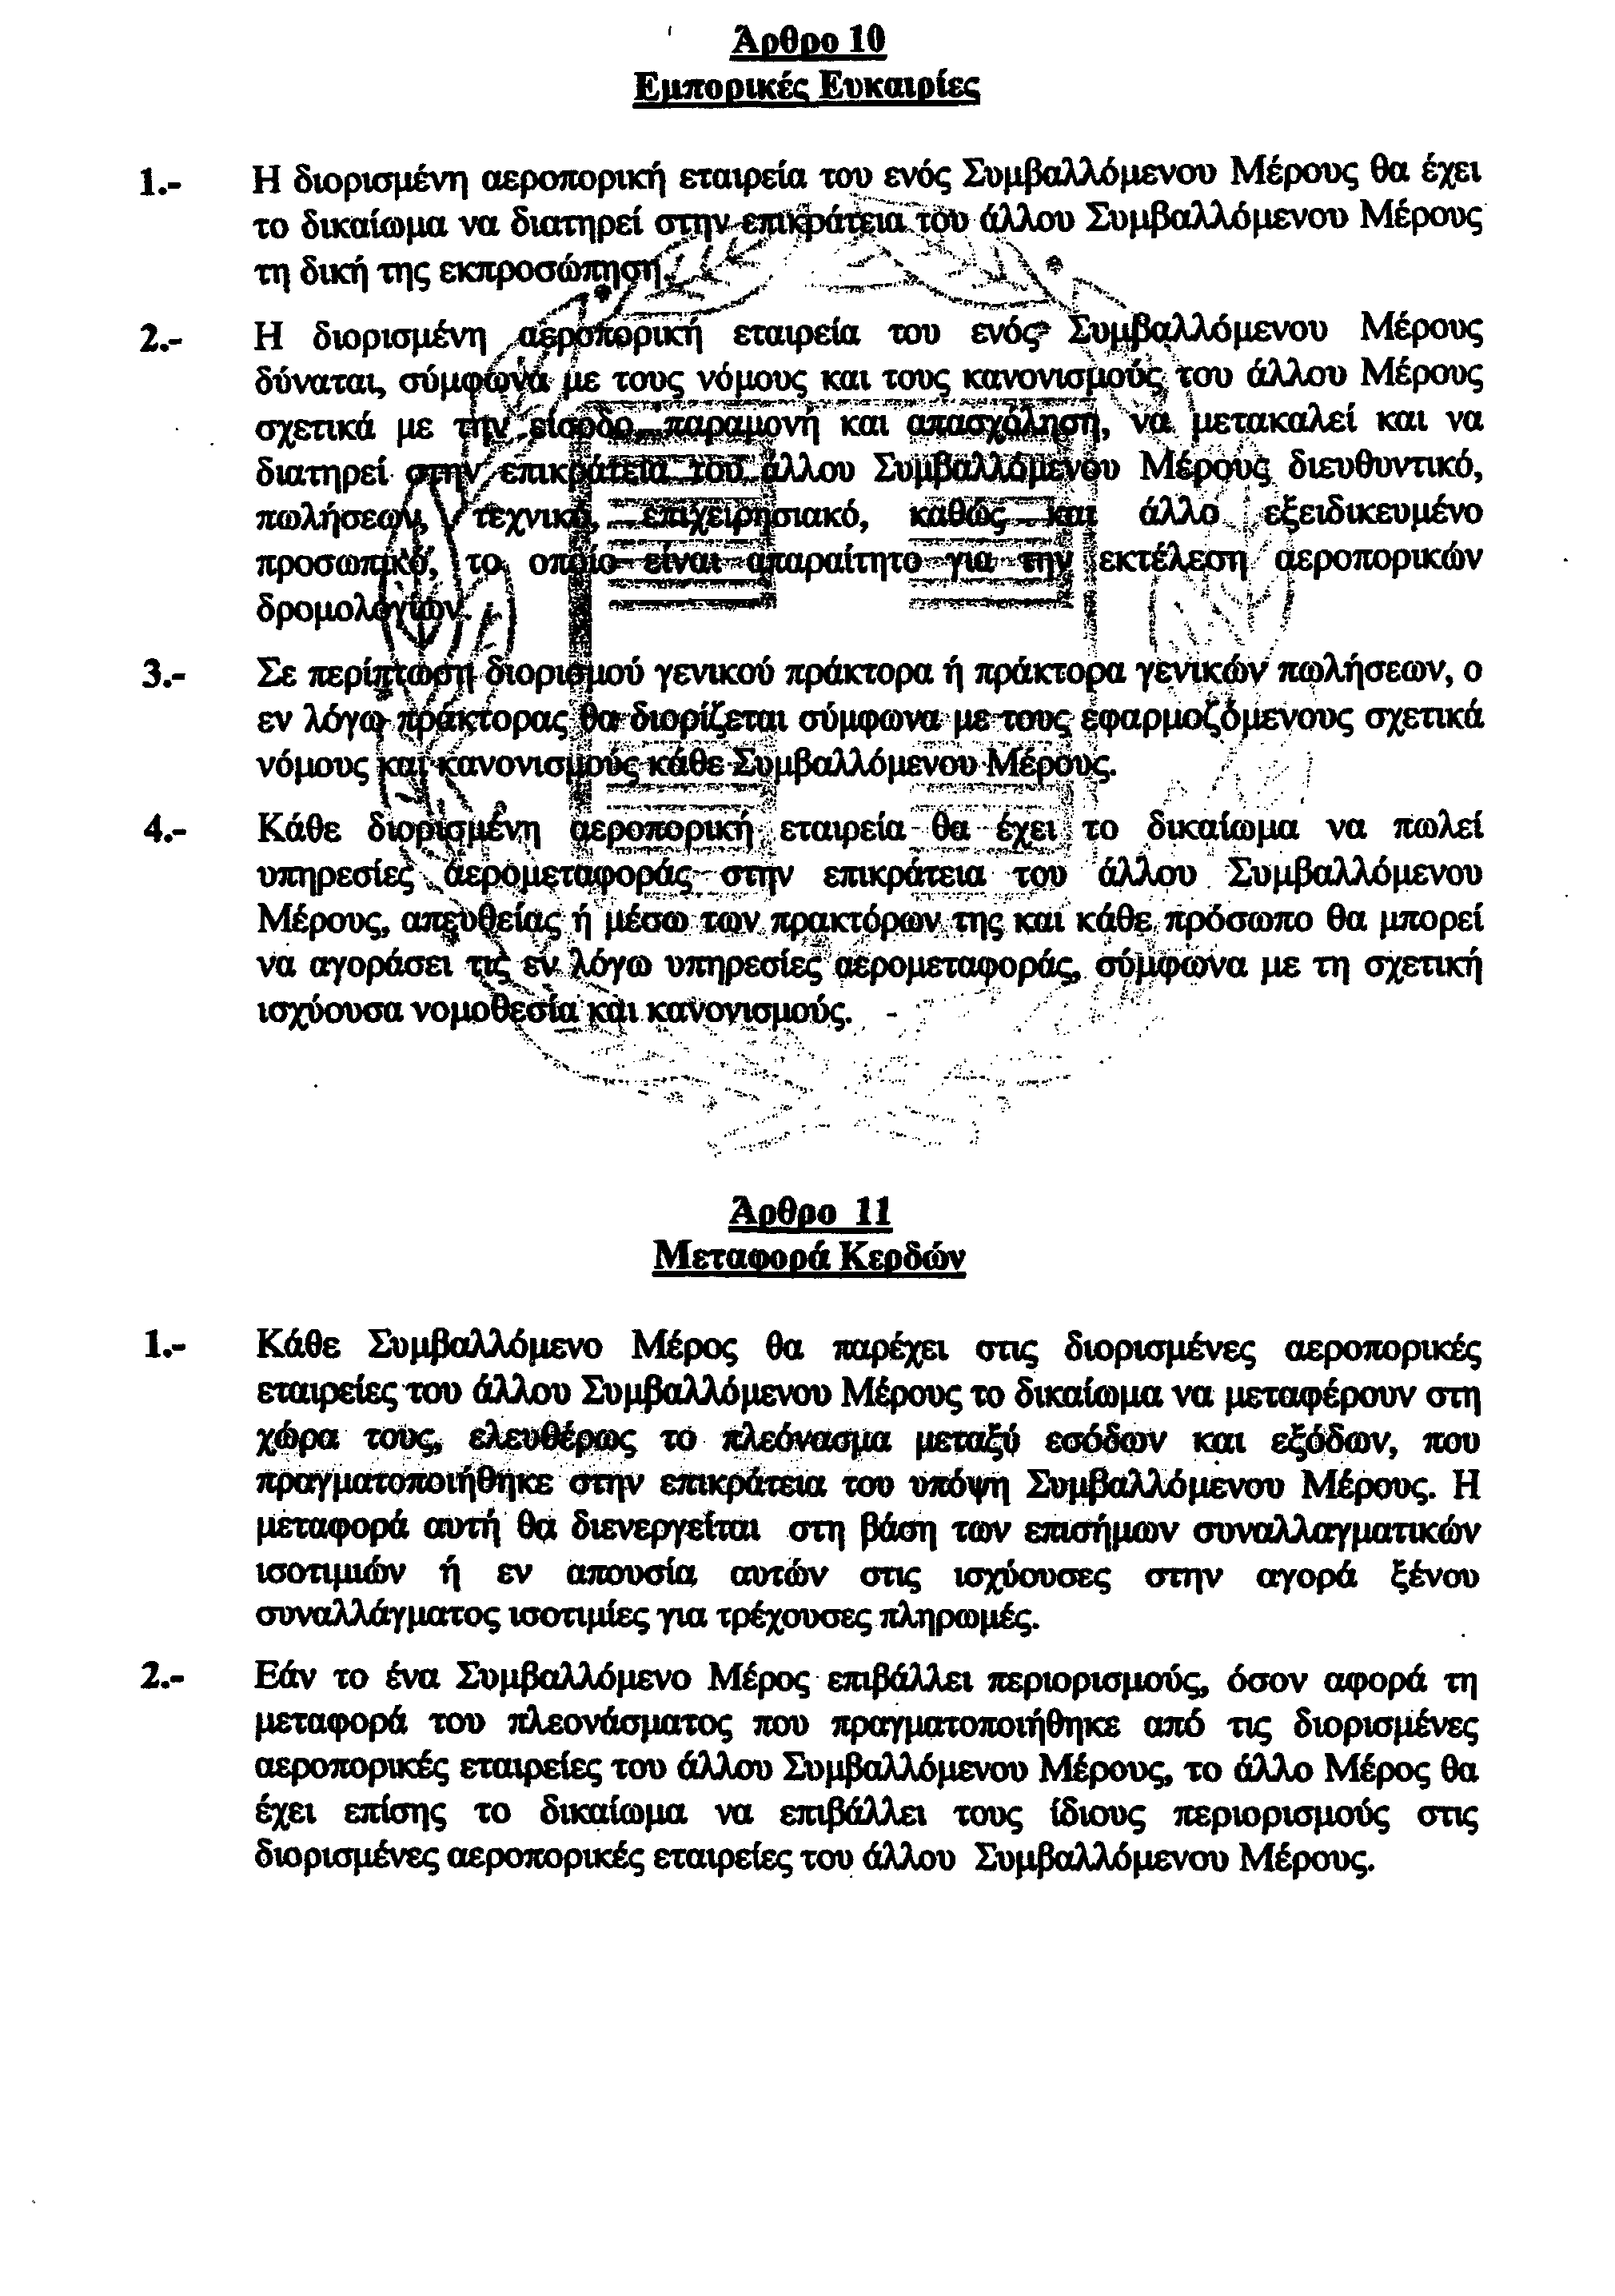 Άρθρο 10
Εμπορικές Ευκαιρίες
1.- Η διορισμένη αεροπορική εταιρεία του ενός Συμβαλλόμενου Μέρους θα έχει
το δικαίωμα να διατηρεί στην επικράτεια του άλλου Συμβαλλόμενου Μέρους
τη δική της εκπροσώπηση.
2.- Η διορισμένη αεροπορική εταιρεία του ενός Συμβαλλόμενου Μέρους
δύναται, σύμφωνα με τους νόμους και τους κανονισμούς του άλλου Μέρους
σχετικά με την είσοδο, παραμονή και απασχόληση, να μετακαλεί και να
διατηρεί στην επικράτεια του άλλου Συμβαλλόμενου Μέρους διευθυντικό,
πωλήσεων, τεχνικό, επιχειρησιακό, καθώς και άλλο εξειδικευμένο
προσωπικό, το οποίο είναι απαραίτητο για την εκτέλεση αεροπορικών
δρομολογίων.
3.- Σε περίπτωση διορισμού γενικού πράκτορα ή πράκτορα γενικών πωλήσεων, ο
εν λόγω πράκτορας θα διορίζεται σύμφωνα με τους εφαρμοζόμενους σχετικά
νόμους και κανονισμούς κάθε Συμβαλλόμενου Μέρους.
4.- Κάθε διορισμένη αεροπορική εταιρεία θα έχει το δικαίωμα να πωλεί
υπηρεσίες αερομεταφοράς στην επικράτεια του άλλου Συμβαλλόμενου
Μέρους, απευθείας ή μέσω των πρακτόρων της και κάθε πρόσωπο θα μπορεί
να αγοράσει τις εν λόγω υπηρεσίες αερομεταφοράς, σύμφωνα με τη σχετική
ισχύουσα νομοθεσία και κανονισμούς.
Άρθρο 11
Μεταφορά Κερδών
1.- Κάθε Συμβαλλόμενο Μέρος θα παρέχει στις διορισμένες αεροπορικές
εταιρείες του άλλου Συμβαλλόμενου Μέρους το δικαίωμα να μεταφέρουν στη
χώρα τους, ελευθέρως το πλεόνασμα μεταξύ εσόδων και εξόδων, που
πραγματοποιήθηκε στην επικράτεια του υπόψη Συμβαλλόμενου Μέρους. Η
μεταφορά αυτή θα διενεργείται στη βάση των επισήμων συναλλαγματικών
ισοτιμιών ή εν απουσία αυτών στις ισχύουσες στην αγορά ξένου
συναλλάγματος ισοτιμίες για τρέχουσες πληρωμές.
2.- Εάν το ένα Συμβαλλόμενο Μέρος επιβάλλει περιορισμούς, όσον αφορά τη
μεταφορά του πλεονάσματος που πραγματοποιήθηκε από τις διορισμένες
αεροπορικές εταιρείες του άλλου Συμβαλλόμενου Μέρους, το άλλο Μέρος θα
έχει επίσης το δικαίωμα να επιβάλλει τους ίδιους περιορισμούς στις
διορισμένες αεροπορικές εταιρείες του άλλου Συμβαλλόμενου Μέρους.